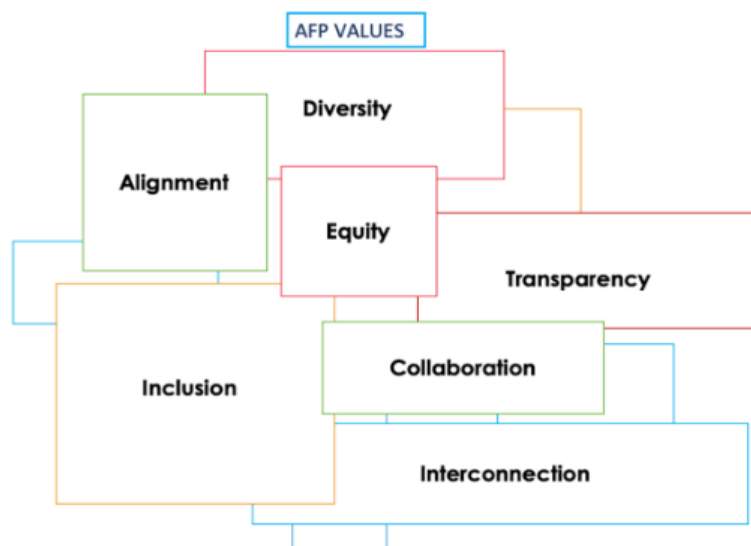 AFP VALUES
Diversity
Alignment
Equity
Transparency
Collaboration
Inclusion
Interconnection